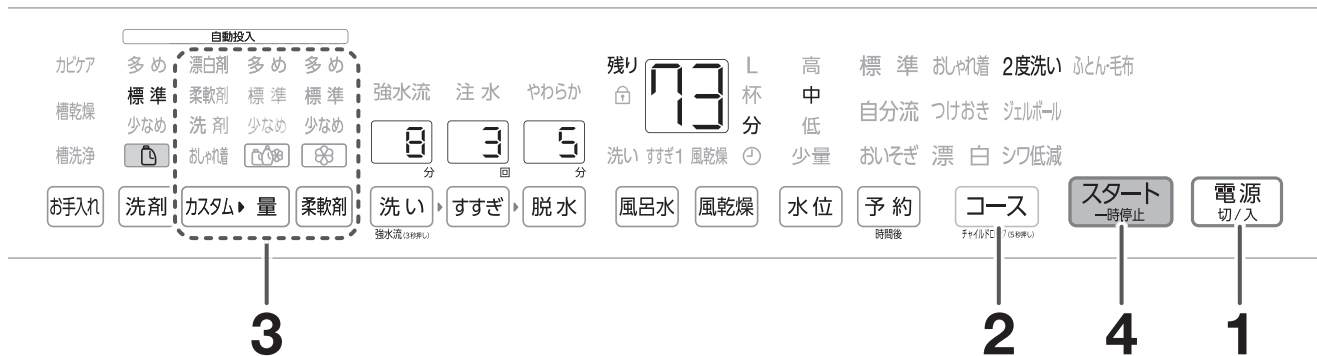 自動投入
カビケア 多め 漂白剤 多め 多め 残り L 高 標準 おしゃれ着 2度洗い ふとん・毛布
槽乾燥 標準 柔軟剤 標準 標準 強水流 注水 やわらか 73 杯 中 自分流 つけおき ジェルボール
少なめ 洗剤 少なめ 少なめ 8 3 5 分 低
槽洗浄 おしゃれ着 分 回 分 洗い すすぎ1 風乾燥 少量 おいそぎ 漂白 シワ低減
お手入れ 洗剤 カスタム 量 柔軟剤 洗い すすぎ 脱水 風呂水 風乾燥 水位 予約 コース スタート 電源
一時停止 切/入
強水流(3秒押し) 時間後 チャイルドロック(5秒押し)
3 2 4 1